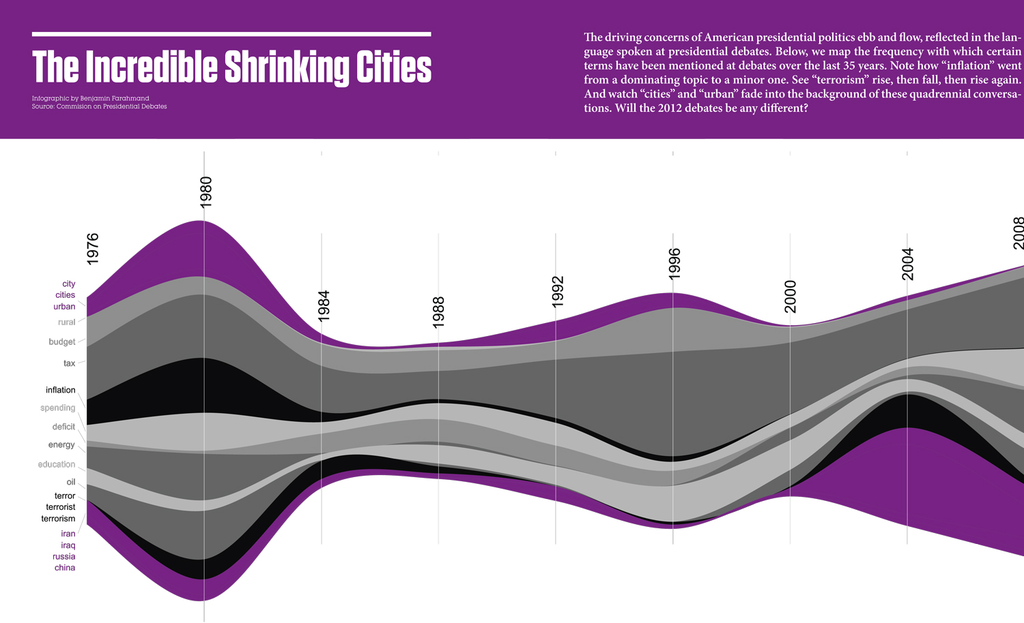 The Incredible Shrinking Cities
Infographic by Benjamin Farahmand
Source: Commision on Presidential Debates
The driving concerns of American presidential politics ebb and flow, reflected in the lan-
guage spoken at presidential debates. Below, we map the frequency with which certain
terms have been mentioned at debates over the last 35 years. Note how “inflation” went
from a dominating topic to a minor one. See “terrorism” rise, then fall, then rise again.
And watch “cities” and “urban” fade into the background of these quadrennial conversa-
tions. Will the 2012 debates be any different?
1976
1980
1984
1988
1992
1996
2000
2004
2008
city
cities
urban
rural
budget
tax
inflation
spending
deficit
energy
education
oil
terror
terrorist
terrorism
iran
iraq
russia
china